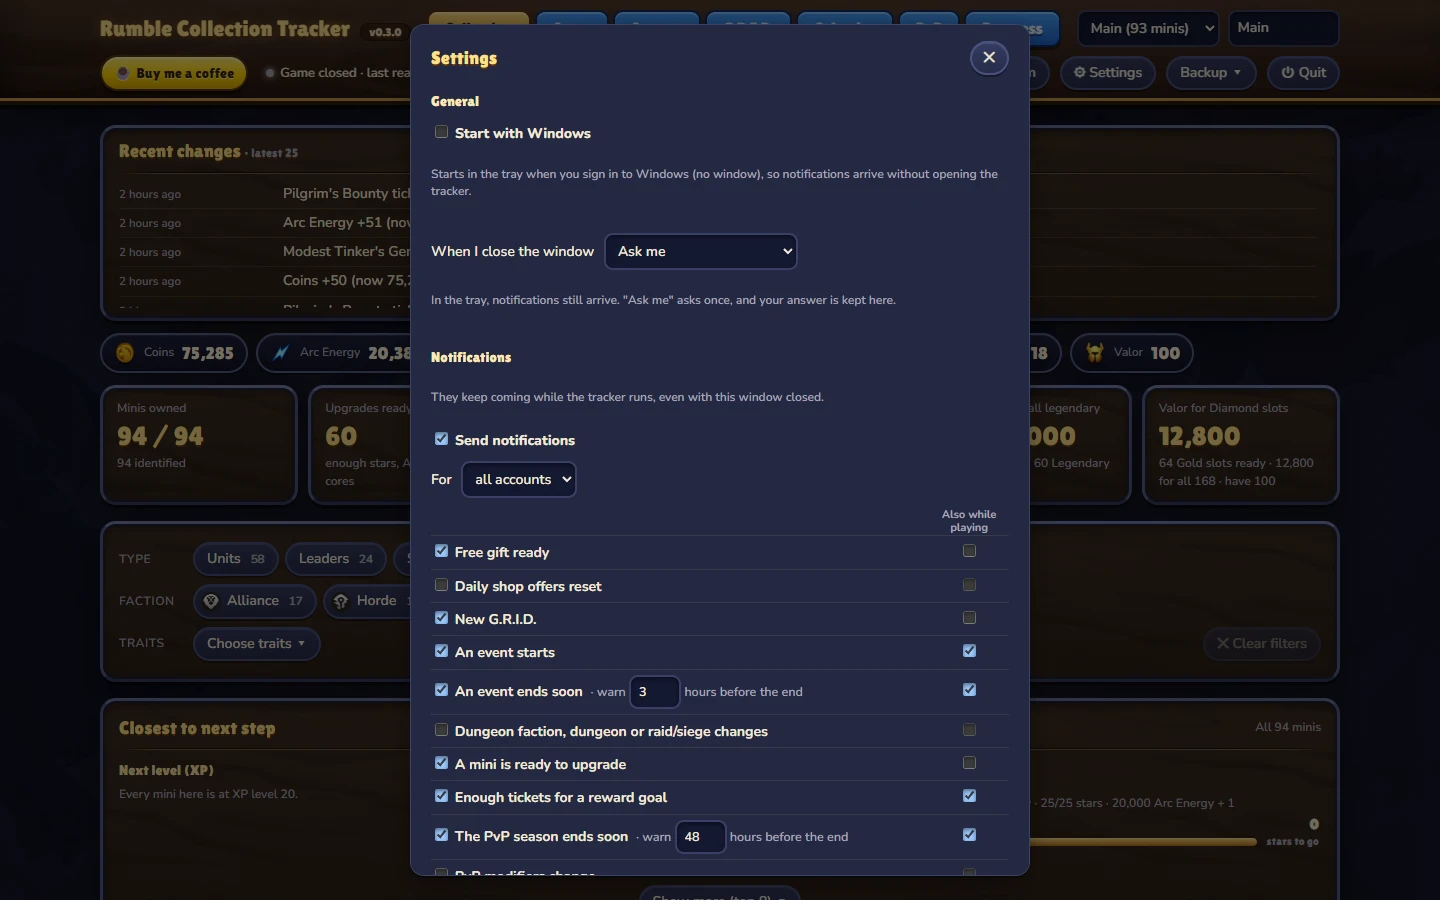 Rumble Collection Tracker v0.3.0
Main (93 minis)
Main
Buy me a coffee
Game closed · last rea
Settings
Backup
Quit
Recent changes · latest 25
2 hours ago Pilgrim's Bounty tic
2 hours ago Arc Energy +51 (now
2 hours ago Modest Tinker's Ger
2 hours ago Coins +50 (now 75,
Coins 75,285
Arc Energy 20,38
18
Valor 100
Minis owned
94 / 94
94 identified
Upgrades ready
60
enough stars, A
cores
all legendary
000
60 Legendary
Valor for Diamond slots
12,800
64 Gold slots ready · 12,800
for all 168 · have 100
TYPE Units 58 Leaders 24
FACTION Alliance 17 Horde
TRAITS Choose traits
Clear filters
Closest to next step
All 94 minis
Next level (XP)
Every mini here is at XP level 20.
· 25/25 stars · 20,000 Arc Energy + 1
0
stars to go
Settings
General
Start with Windows
Starts in the tray when you sign in to Windows (no window), so notifications arrive without opening the
tracker.
When I close the window Ask me
In the tray, notifications still arrive. "Ask me" asks once, and your answer is kept here.
Notifications
They keep coming while the tracker runs, even with this window closed.
Send notifications
For all accounts
Also while
playing
Free gift ready
Daily shop offers reset
New G.R.I.D.
An event starts
An event ends soon · warn 3 hours before the end
Dungeon faction, dungeon or raid/siege changes
A mini is ready to upgrade
Enough tickets for a reward goal
The PvP season ends soon · warn 48 hours before the end
PvP modifiers change